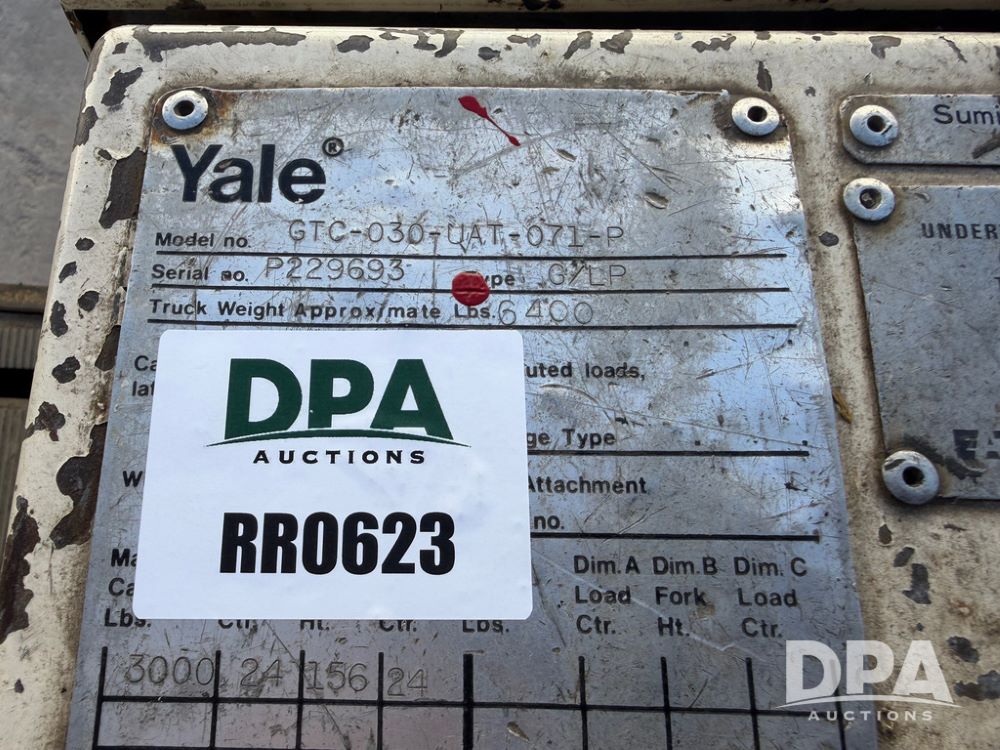 Yale®
Model no. GTC-030-UAT-071-P
Serial no. P229693 Type G/LP
Truck Weight Approximate Lbs. 6400
uted loads,
ge Type
Attachment
no.
DPA
AUCTIONS
RR0623
Dim. A Dim. B Dim. C
Load Fork Load
Lbs. Ctr. Ht. Ctr. Lbs. Ctr. Ht. Ctr.
3000 24 156 24
UNDER
DPA
AUCTIONS